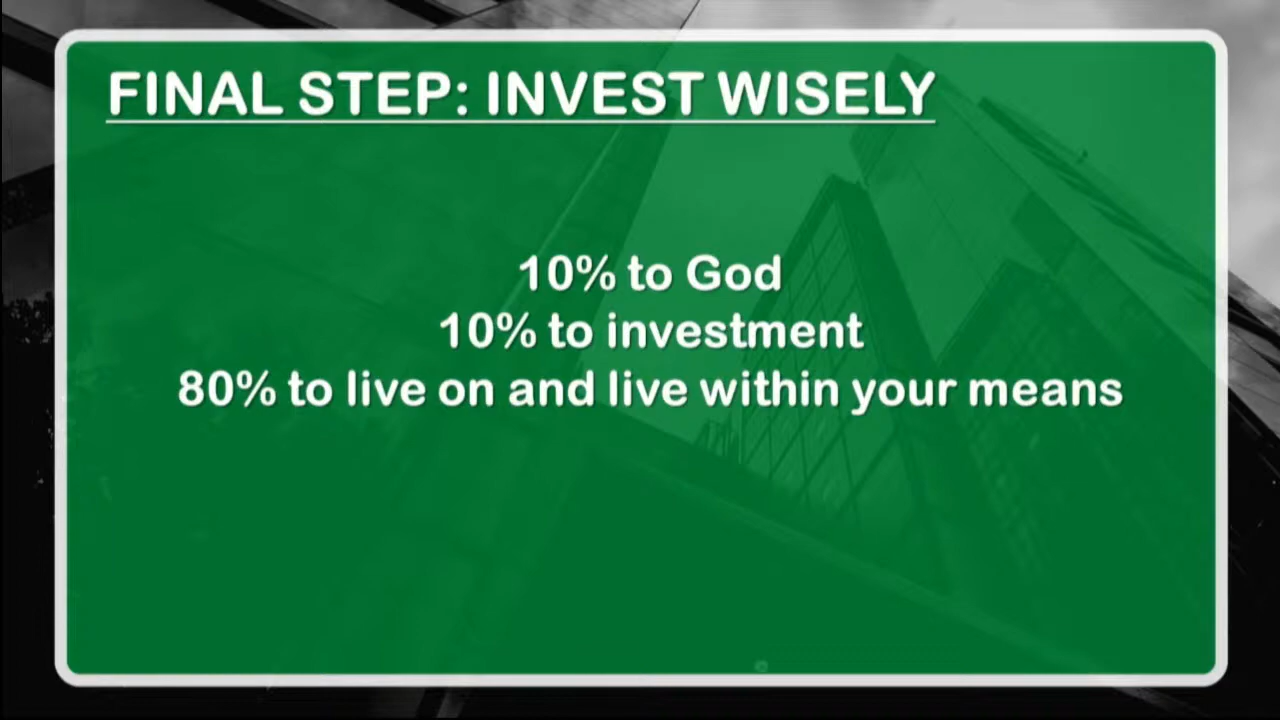 FINAL STEP: INVEST WISELY
10% to God
10% to investment
80% to live on and live within your means